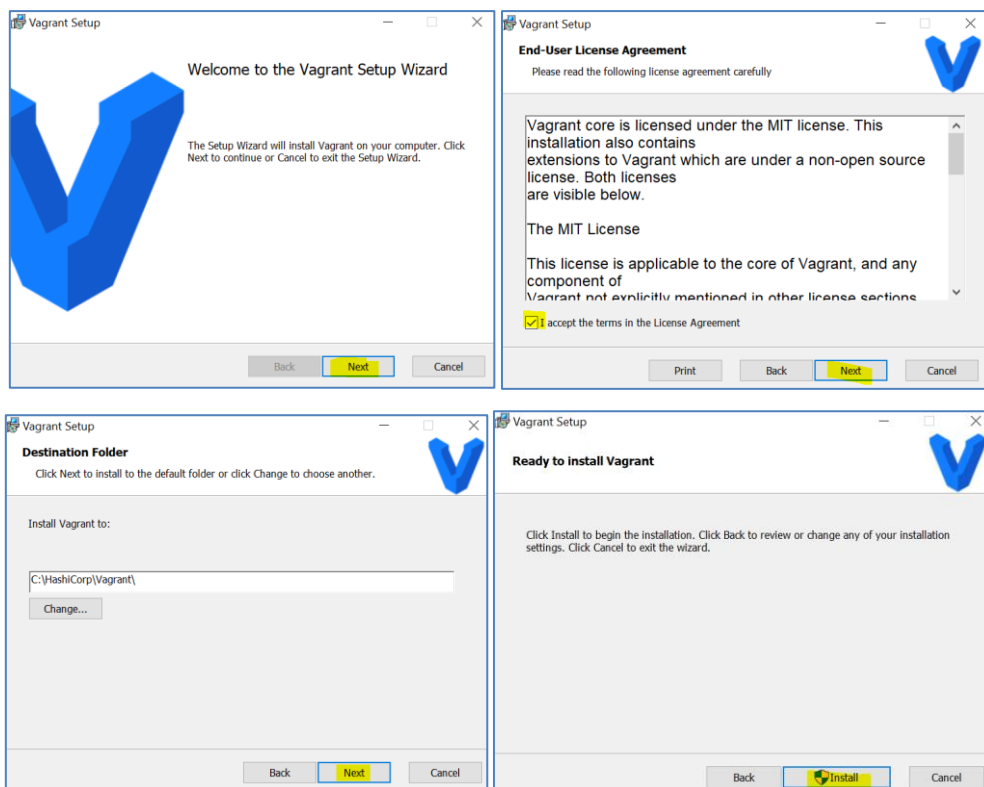 Vagrant Setup
Welcome to the Vagrant Setup Wizard
The Setup Wizard will install Vagrant on your computer. Click
Next to continue or Cancel to exit the Setup Wizard.
Back
Next
Cancel
Vagrant Setup
End-User License Agreement
Please read the following license agreement carefully
Vagrant core is licensed under the MIT license. This
installation also contains
extensions to Vagrant which are under a non-open source
license. Both licenses
are visible below.
The MIT License
This license is applicable to the core of Vagrant, and any
component of
Vagrant not explicitly mentioned in other license sections
I accept the terms in the License Agreement
Print
Back
Next
Cancel
Vagrant Setup
Destination Folder
Click Next to install to the default folder or click Change to choose another.
Install Vagrant to:
C:\HashiCorp\Vagrant\
Change...
Back
Next
Cancel
Vagrant Setup
Ready to install Vagrant
Click Install to begin the installation. Click Back to review or change any of your installation
settings. Click Cancel to exit the wizard.
Back
Install
Cancel